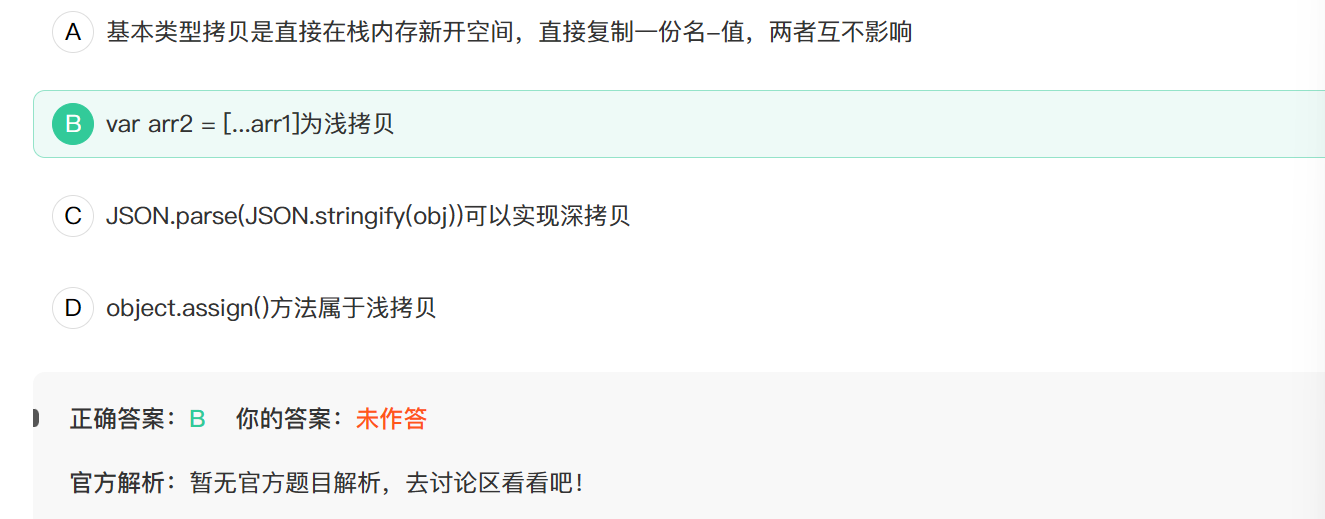 A 基本类型拷贝是直接在栈内存新开空间，直接复制一份名-值，两者互不影响
B var arr2 = [...arr1]为浅拷贝
C JSON.parse(JSON.stringify(obj))可以实现深拷贝
D object.assign()方法属于浅拷贝
正确答案：B 你的答案：未作答
官方解析：暂无官方题目解析，去讨论区看看吧！